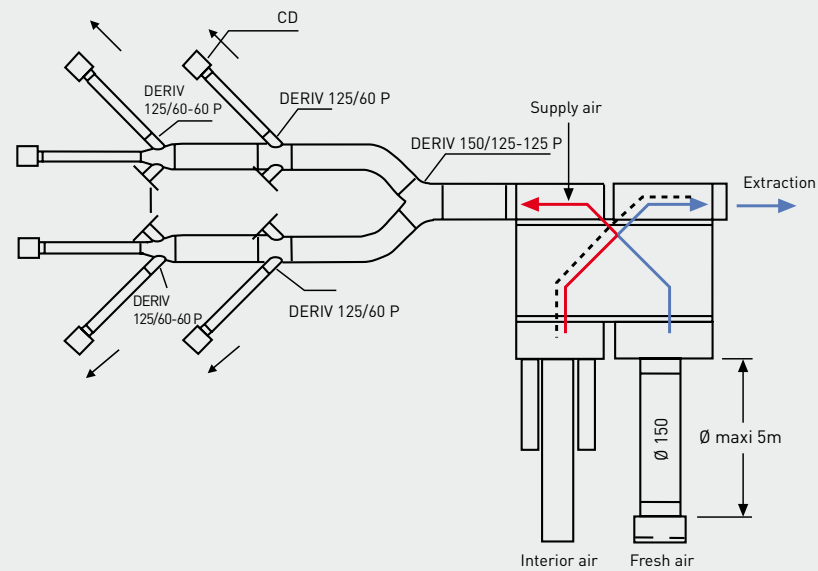 CD
DERIV
125/60-60 P
DERIV 125/60 P
Supply air
DERIV 150/125-125 P
Extraction
DERIV
125/60-60 P
DERIV 125/60 P
Ø 150
Ø maxi 5m
Interior air
Fresh air